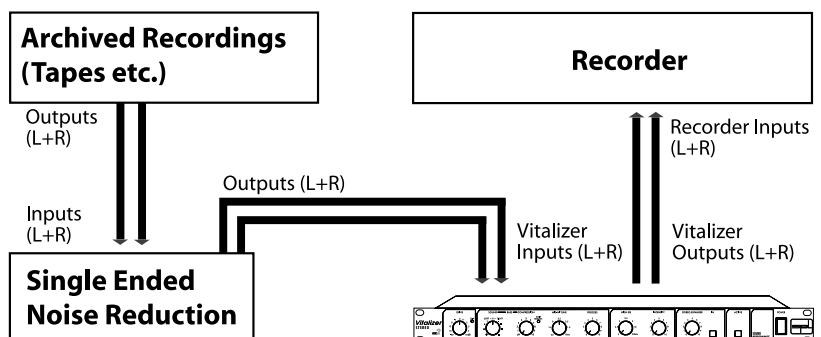 Archived Recordings
(Tapes etc.)
Recorder
Outputs
(L+R)
Recorder Inputs
(L+R)
Outputs (L+R)
Inputs
(L+R)
Vitalizer
Inputs (L+R)
Vitalizer
Outputs (L+R)
Single Ended
Noise Reduction
Vitalizer